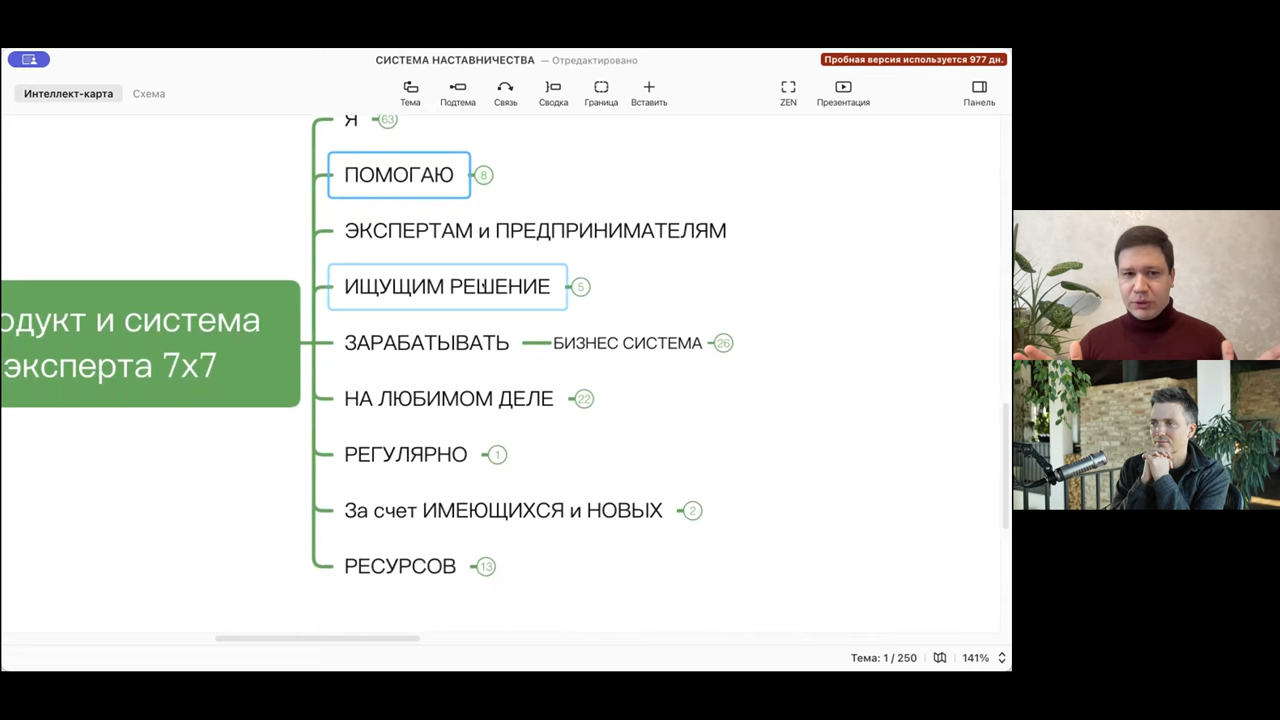 СИСТЕМА НАСТАВНИЧЕСТВА — Отредактировано
Пробная версия используется 977 дн.
Интеллект-карта Схема
Тема Подтема Связь Сводка Граница Вставить ZEN Презентация Панель
Я 63
ПОМОГАЮ 8
ЭКСПЕРТАМ и ПРЕДПРИНИМАТЕЛЯМ
ИЩУЩИМ РЕШЕНИЕ 5
одукт и система
эксперта 7х7
ЗАРАБАТЫВАТЬ БИЗНЕС СИСТЕМА 26
НА ЛЮБИМОМ ДЕЛЕ 22
РЕГУЛЯРНО 1
За счет ИМЕЮЩИХСЯ и НОВЫХ 2
РЕСУРСОВ 13
Тема: 1 / 250 141%